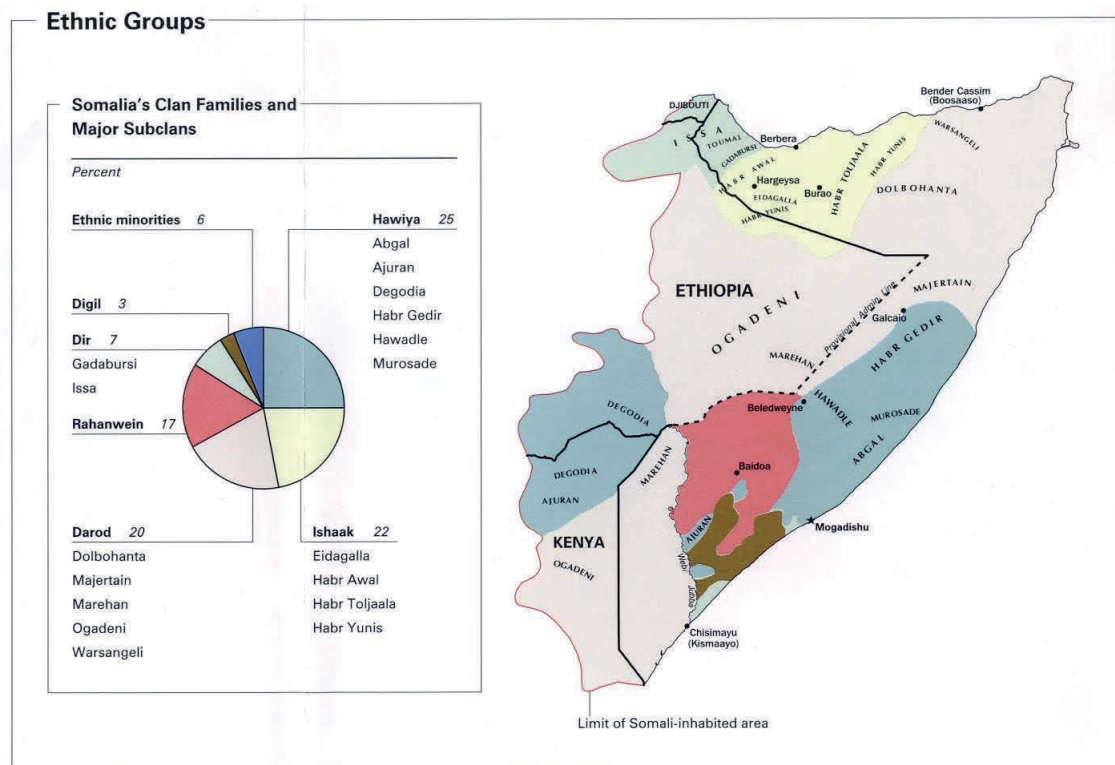 Ethnic Groups
Somalia's Clan Families and
Major Subclans
Percent
Ethnic minorities 6
Digil 3
Dir 7
Gadabursi
Issa
Rahanwein 17
Hawiya 25
Abgal
Ajuran
Degodia
Habr Gedir
Hawadle
Murosade
Darod 20
Dolbohanta
Majertain
Marehan
Ogadeni
Warsangeli
Ishaak 22
Eidagalla
Habr Awal
Habr Toljaala
Habr Yunis
Bender Cassim
(Boosaaso)
DJIBOUTI
ISSA
TOUMAL
GADABURSI
Berbera
WARSANGELI
HABR AWAL
Hargeysa
EIDAGALLA
HABR YUNIS
Burao
HABR TOLJAALA
HABR YUNIS
DOLBOHANTA
ETHIOPIA
OGADENI
Provisional Admin. Line
MAJERTAIN
Galcaio
HABR GEDIR
MAREHAN
Beledweyne
HAWADLE
MUROSADE
ABGAL
DEGODIA
DEGODIA
AJURAN
MAREHAN
Baidoa
AJURAN
Mogadishu
KENYA
OGADENI
Webi
Jubba
Chisimayu
(Kismaayo)
Limit of Somali-inhabited area